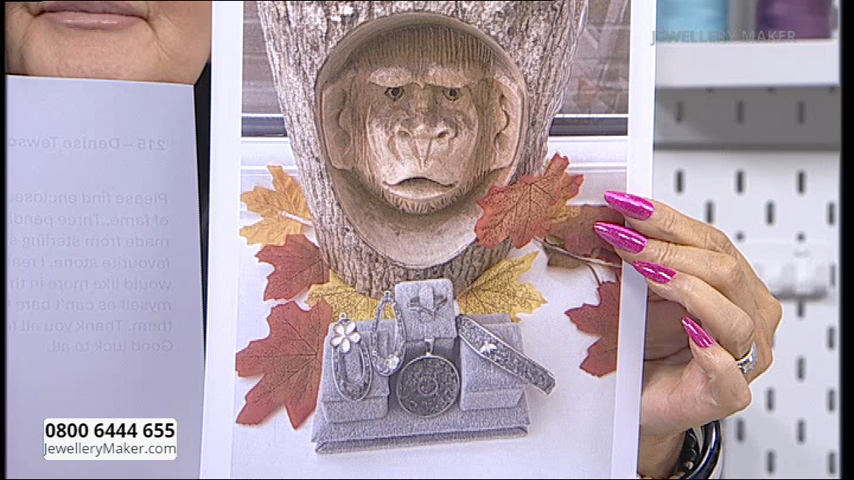 JEWELLERY MAKER
215 – Denise Tewso
Please find enclosed
of fame. Three panda
made from sterling s
favourite stone. I rea
would like more in th
myself as can't bare
them. Thank you all f
Good luck to all.
0800 6444 655
JewelleryMaker.com